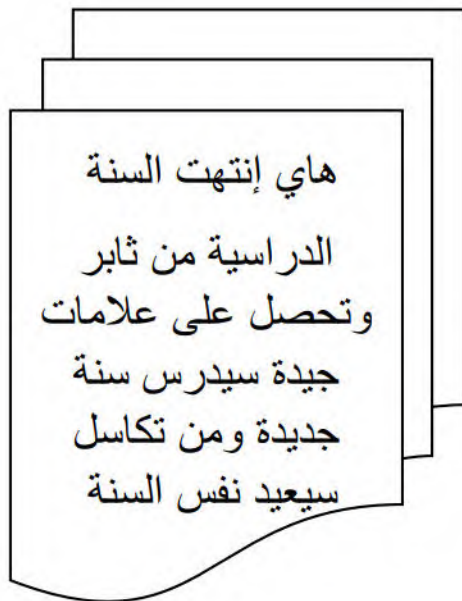 هاي إنتهت السنة
الدراسية من ثابر
وتحصل على علامات
جيدة سيدرس سنة
جديدة ومن تكاسل
سيعيد نفس السنة